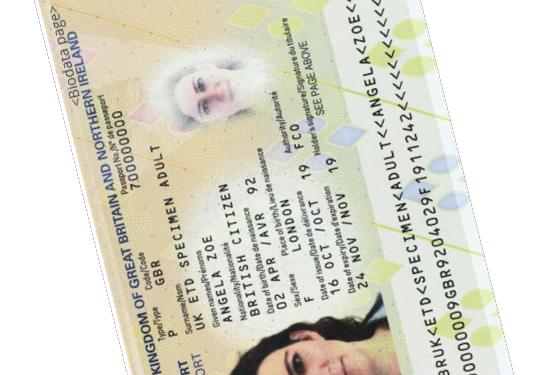 <Biodata page>
KINGDOM OF GREAT BRITAIN AND NORTHERN IRELAND
Type/Type Code/Code Passport No./Nº de passeport
P GBR 700000000
Surname/Nom
UK ETD SPECIMEN ADULT
Given names/Prénoms
ANGELA ZOE
Nationality/Nationalité
BRITISH CITIZEN
Date of birth/Date de naissance
02 APR /AVR 92
Sex/Sexe Place of birth/Lieu de naissance
F LONDON
Date of issue/Date de délivrance Authority/Autorité
10 OCT /OCT 19 FCO
Date of expiry/Date d'expiration Holder's signature/Signature du titulaire
24 NOV /NOV 19 SEE PAGE ABOVE
BRUK<ETD<SPECIMEN<ADULT<<ANGELA<ZOE<